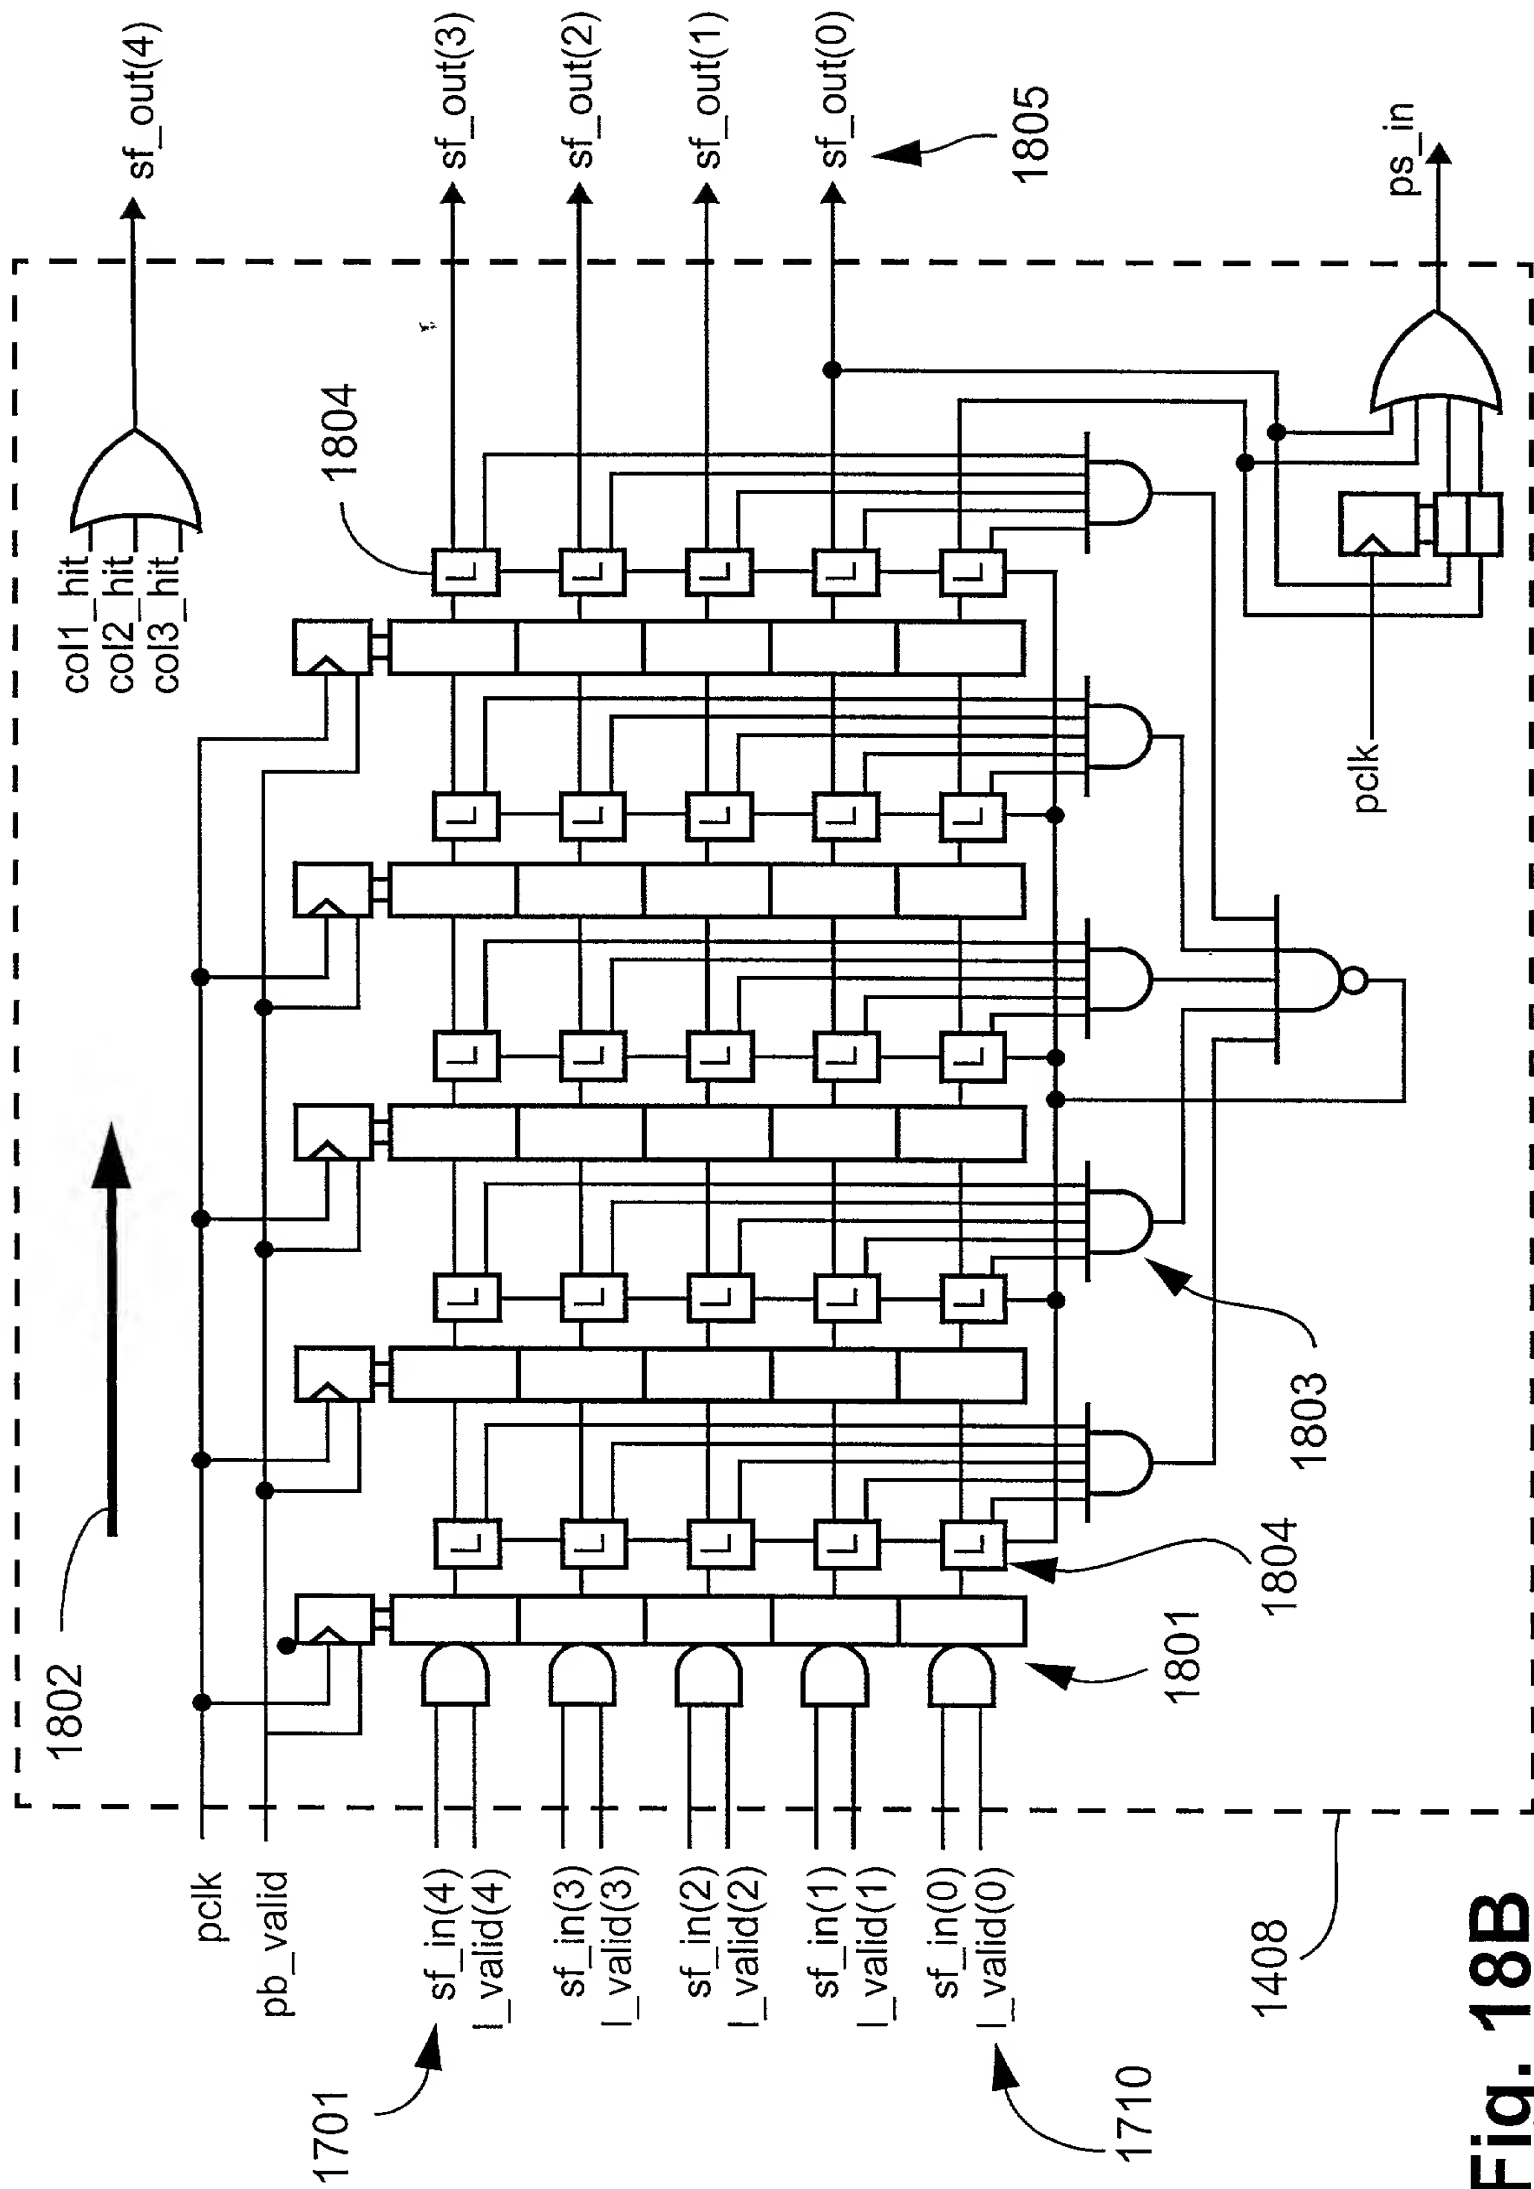 pclk
pb_valid
sf_in(4)
l_valid(4)
sf_in(3)
l_valid(3)
sf_in(2)
l_valid(2)
sf_in(1)
l_valid(1)
sf_in(0)
l_valid(0)
1701
1710
1408
1802
1801
1804
1803
L L L L L
L L L L L
L L L L L
L L L L L
L L L L L
1804
col1_hit
col2_hit
col3_hit
sf_out(4)
sf_out(3)
sf_out(2)
sf_out(1)
sf_out(0)
1805
pclk
ps_in
Fig. 18B